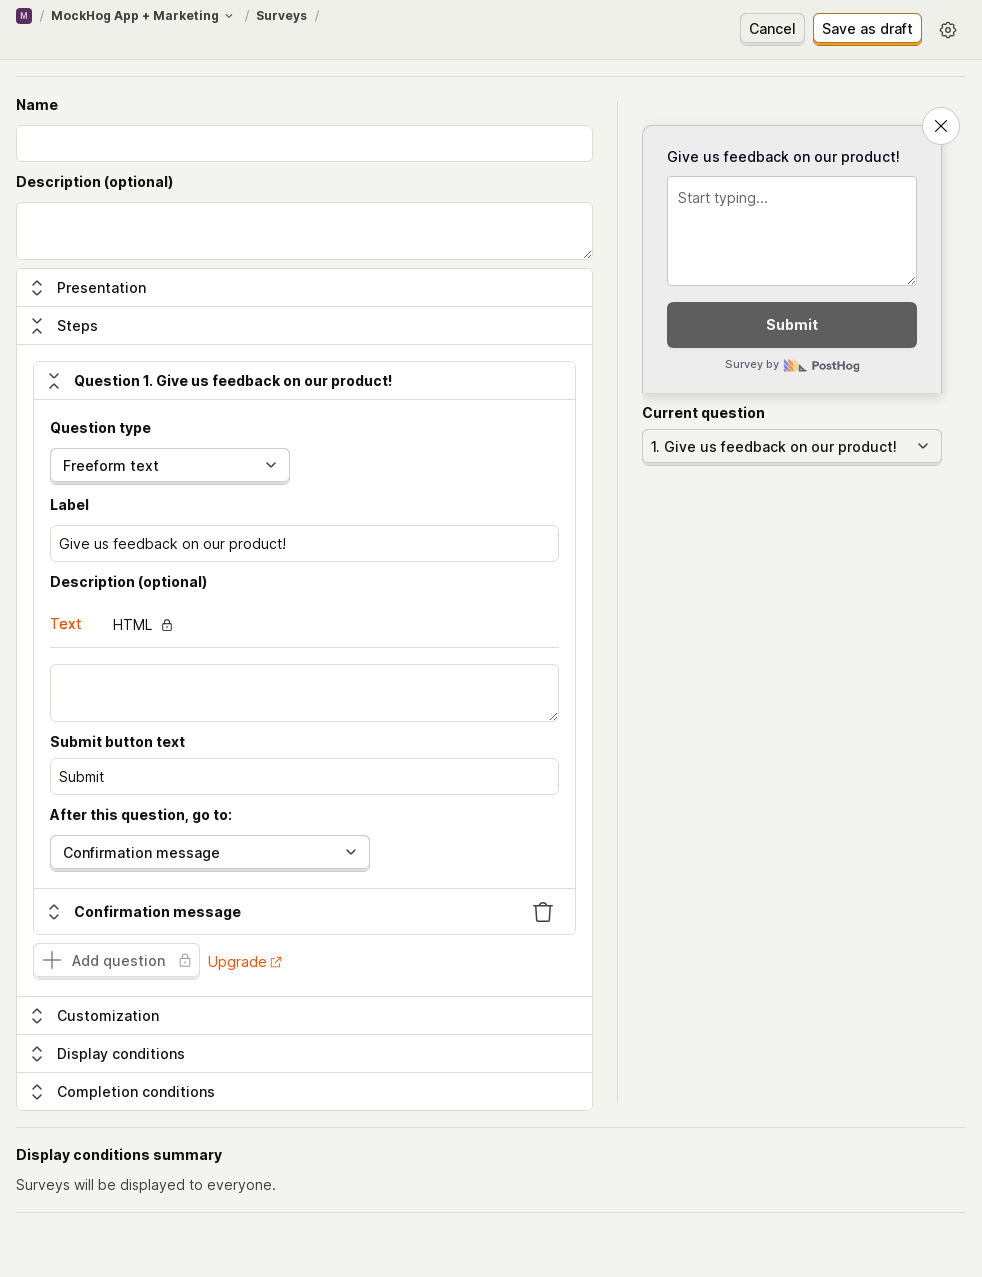 M / MockHog App + Marketing / Surveys /
Cancel
Save as draft
Name
Description (optional)
Presentation
Steps
Question 1. Give us feedback on our product!
Question type
Freeform text
Label
Give us feedback on our product!
Description (optional)
Text
HTML
Submit button text
Submit
After this question, go to:
Confirmation message
Confirmation message
Add question
Upgrade
Customization
Display conditions
Completion conditions
Give us feedback on our product!
Start typing...
Submit
Survey by PostHog
Current question
1. Give us feedback on our product!
Display conditions summary
Surveys will be displayed to everyone.